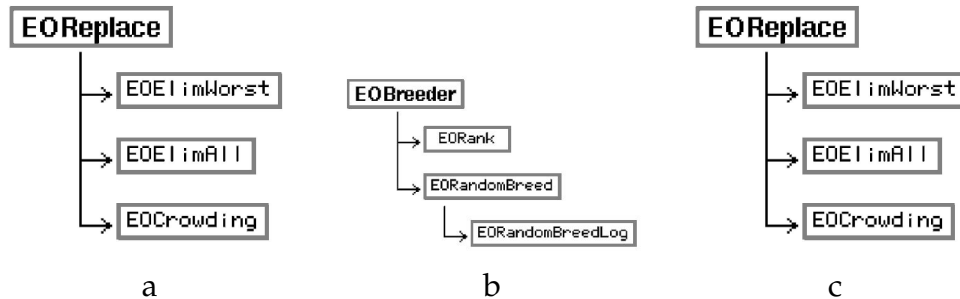 EOReplace
EOElimWorst
EOElimAll
EOCrowding
a
EOBreeder
EORank
EORandomBreed
EORandomBreedLog
b
EOReplace
EOElimWorst
EOElimAll
EOCrowding
c